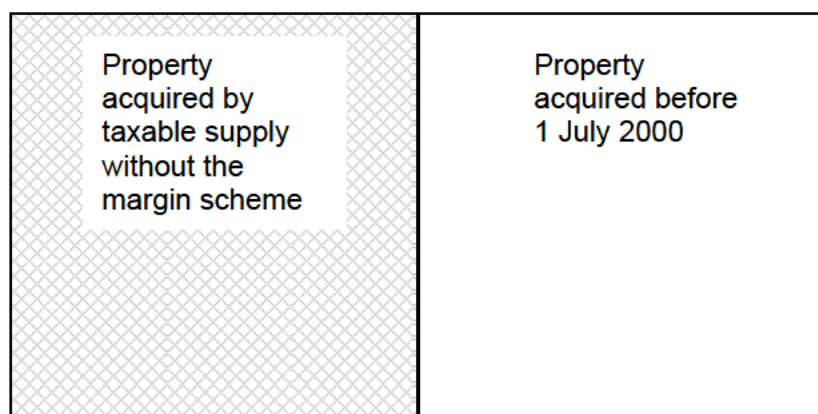 Property
acquired by
taxable supply
without the
margin scheme
Property
acquired before
1 July 2000